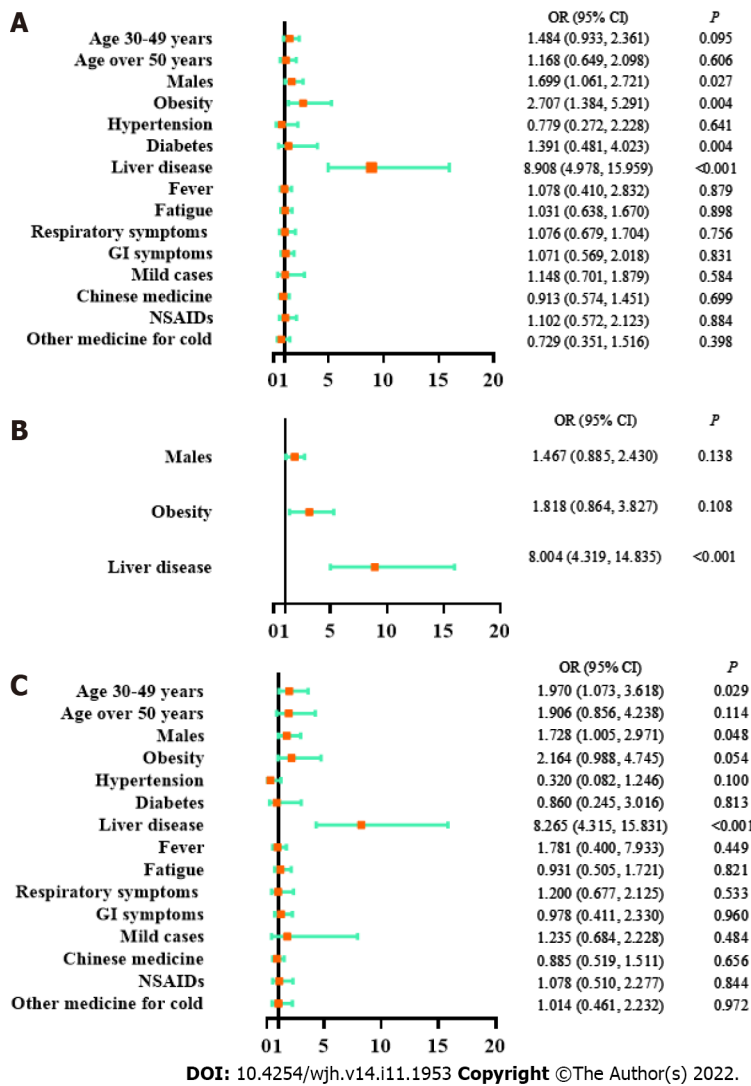 A
OR (95% CI) P
Age 30-49 years 1.484 (0.933, 2.361) 0.095
Age over 50 years 1.168 (0.649, 2.098) 0.606
Males 1.699 (1.061, 2.721) 0.027
Obesity 2.707 (1.384, 5.291) 0.004
Hypertension 0.779 (0.272, 2.228) 0.641
Diabetes 1.391 (0.481, 4.023) 0.004
Liver disease 8.908 (4.978, 15.959) <0.001
Fever 1.078 (0.410, 2.832) 0.879
Fatigue 1.031 (0.638, 1.670) 0.898
Respiratory symptoms 1.076 (0.679, 1.704) 0.756
GI symptoms 1.071 (0.569, 2.018) 0.831
Mild cases 1.148 (0.701, 1.879) 0.584
Chinese medicine 0.913 (0.574, 1.451) 0.699
NSAIDs 1.102 (0.572, 2.123) 0.884
Other medicine for cold 0.729 (0.351, 1.516) 0.398
0 1 5 10 15 20
B
OR (95% CI) P
Males 1.467 (0.885, 2.430) 0.138
Obesity 1.818 (0.864, 3.827) 0.108
Liver disease 8.004 (4.319, 14.835) <0.001
0 1 5 10 15 20
C
OR (95% CI) P
Age 30-49 years 1.970 (1.073, 3.618) 0.029
Age over 50 years 1.906 (0.856, 4.238) 0.114
Males 1.728 (1.005, 2.971) 0.048
Obesity 2.164 (0.988, 4.745) 0.054
Hypertension 0.320 (0.082, 1.246) 0.100
Diabetes 0.860 (0.245, 3.016) 0.813
Liver disease 8.265 (4.315, 15.831) <0.001
Fever 1.781 (0.400, 7.933) 0.449
Fatigue 0.931 (0.505, 1.721) 0.821
Respiratory symptoms 1.200 (0.677, 2.125) 0.533
GI symptoms 0.978 (0.411, 2.330) 0.960
Mild cases 1.235 (0.684, 2.228) 0.484
Chinese medicine 0.885 (0.519, 1.511) 0.656
NSAIDs 1.078 (0.510, 2.277) 0.844
Other medicine for cold 1.014 (0.461, 2.232) 0.972
0 1 5 10 15 20
DOI: 10.4254/wjh.v14.i11.1953 Copyright ©The Author(s) 2022.